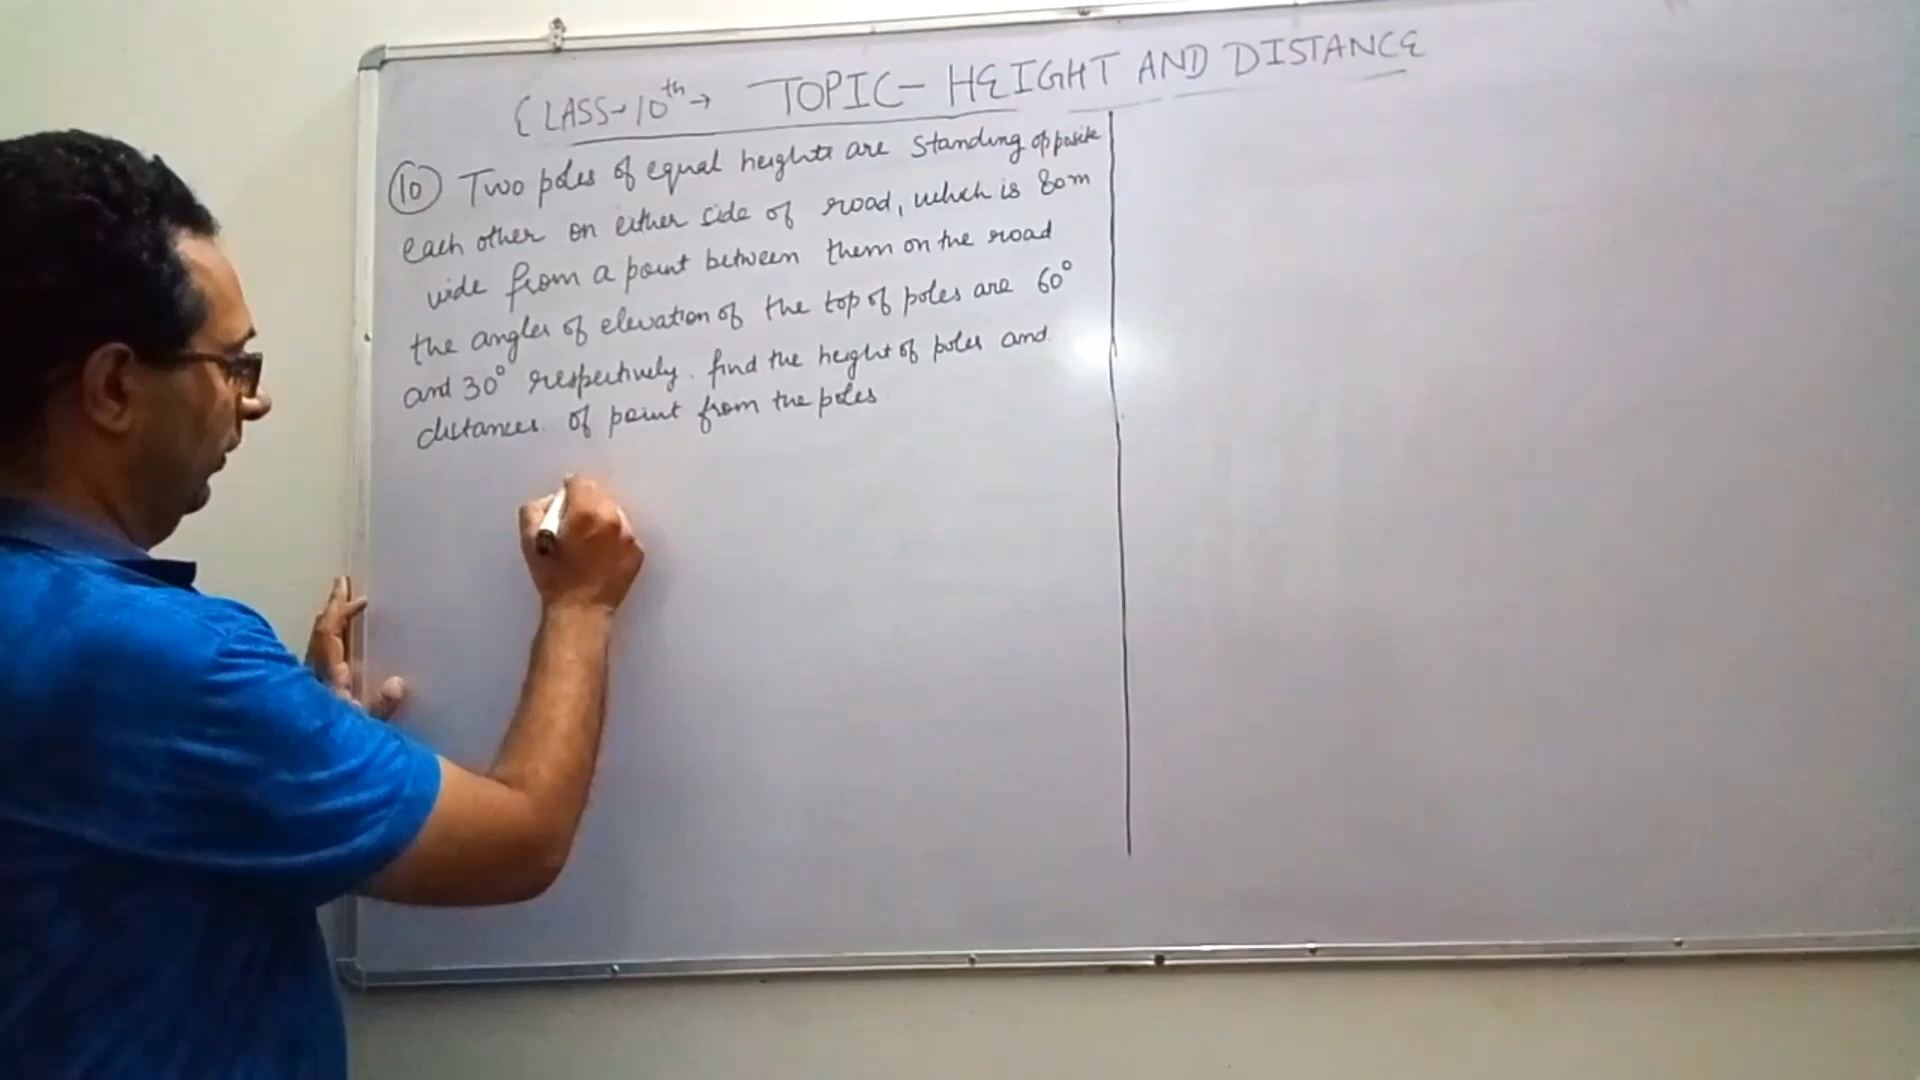 CLASS→10th→ TOPIC- HEIGHT AND DISTANCE
10 Two poles of equal heights are standing opposite
each other on either side of road, which is 80m
wide from a point between them on the road
the angles of elevation of the top of poles are 60°
and 30° respectively. find the height of poles and
distances of point from the poles